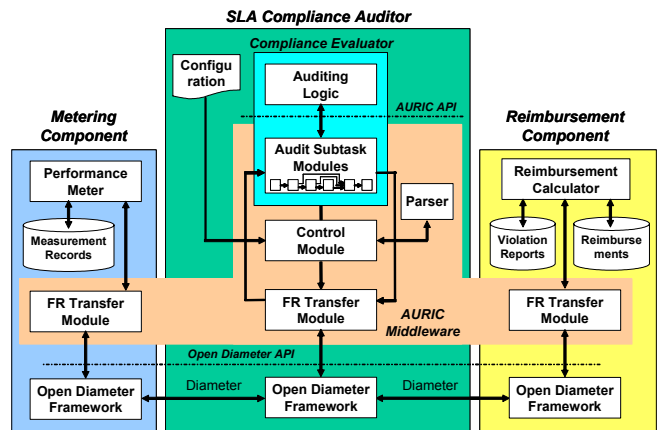 SLA Compliance Auditor
Compliance Evaluator
Configu
ration
Auditing
Logic
AURIC API
Metering
Component
Reimbursement
Component
Audit Subtask
Modules
Performance
Meter
Reimbursement
Calculator
Parser
Measurement
Records
Control
Module
Violation
Reports
Reimburse
ments
FR Transfer
Module
FR Transfer
Module
AURIC
Middleware
FR Transfer
Module
Open Diameter API
Open Diameter
Framework
Diameter
Open Diameter
Framework
Diameter
Open Diameter
Framework